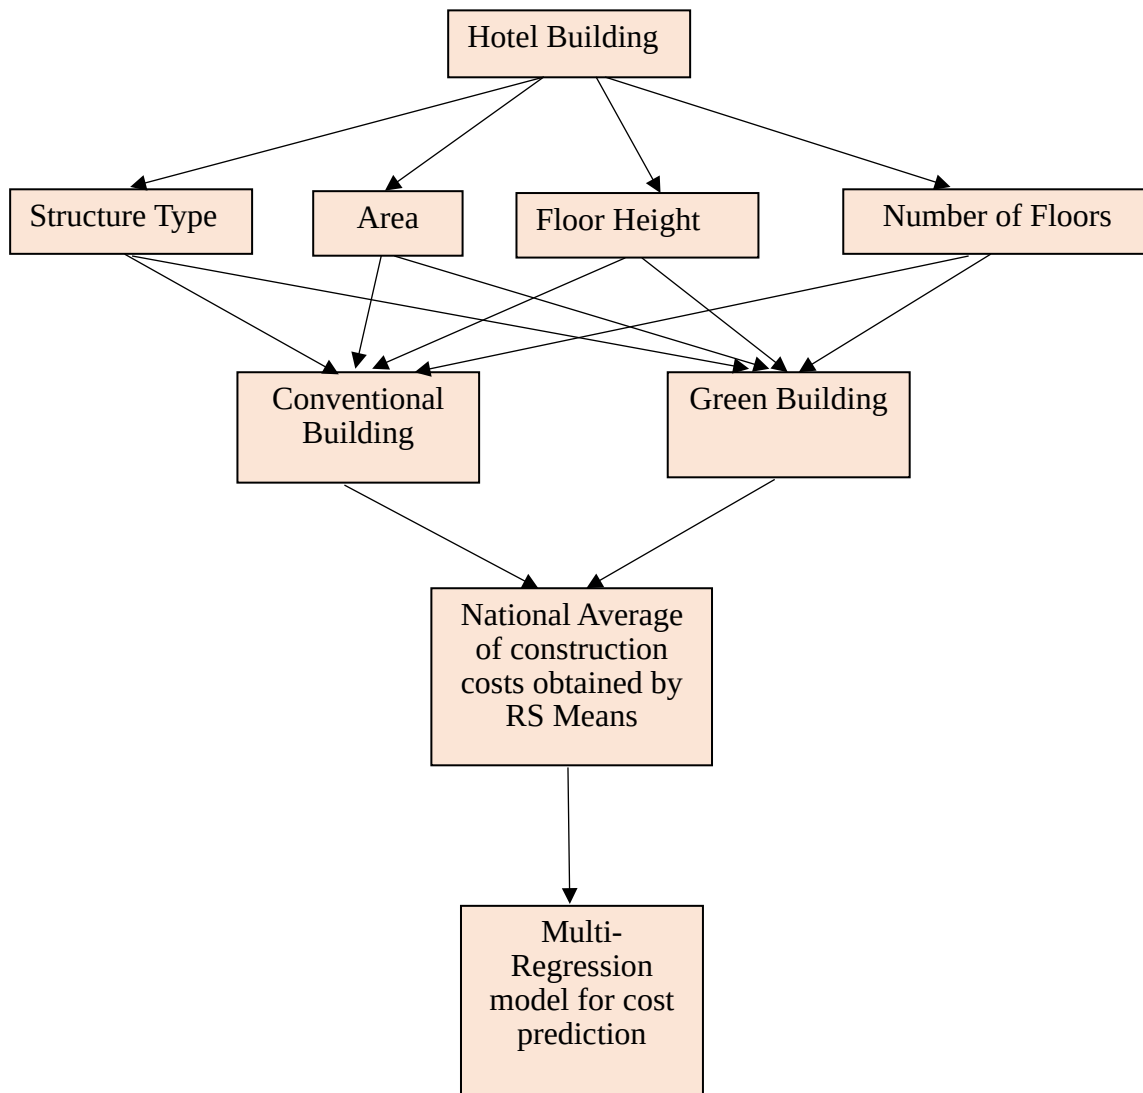 Hotel Building
Structure Type
Area
Floor Height
Number of Floors
Conventional
Building
Green Building
National Average
of construction
costs obtained by
RS Means
Multi-
Regression
model for cost
prediction